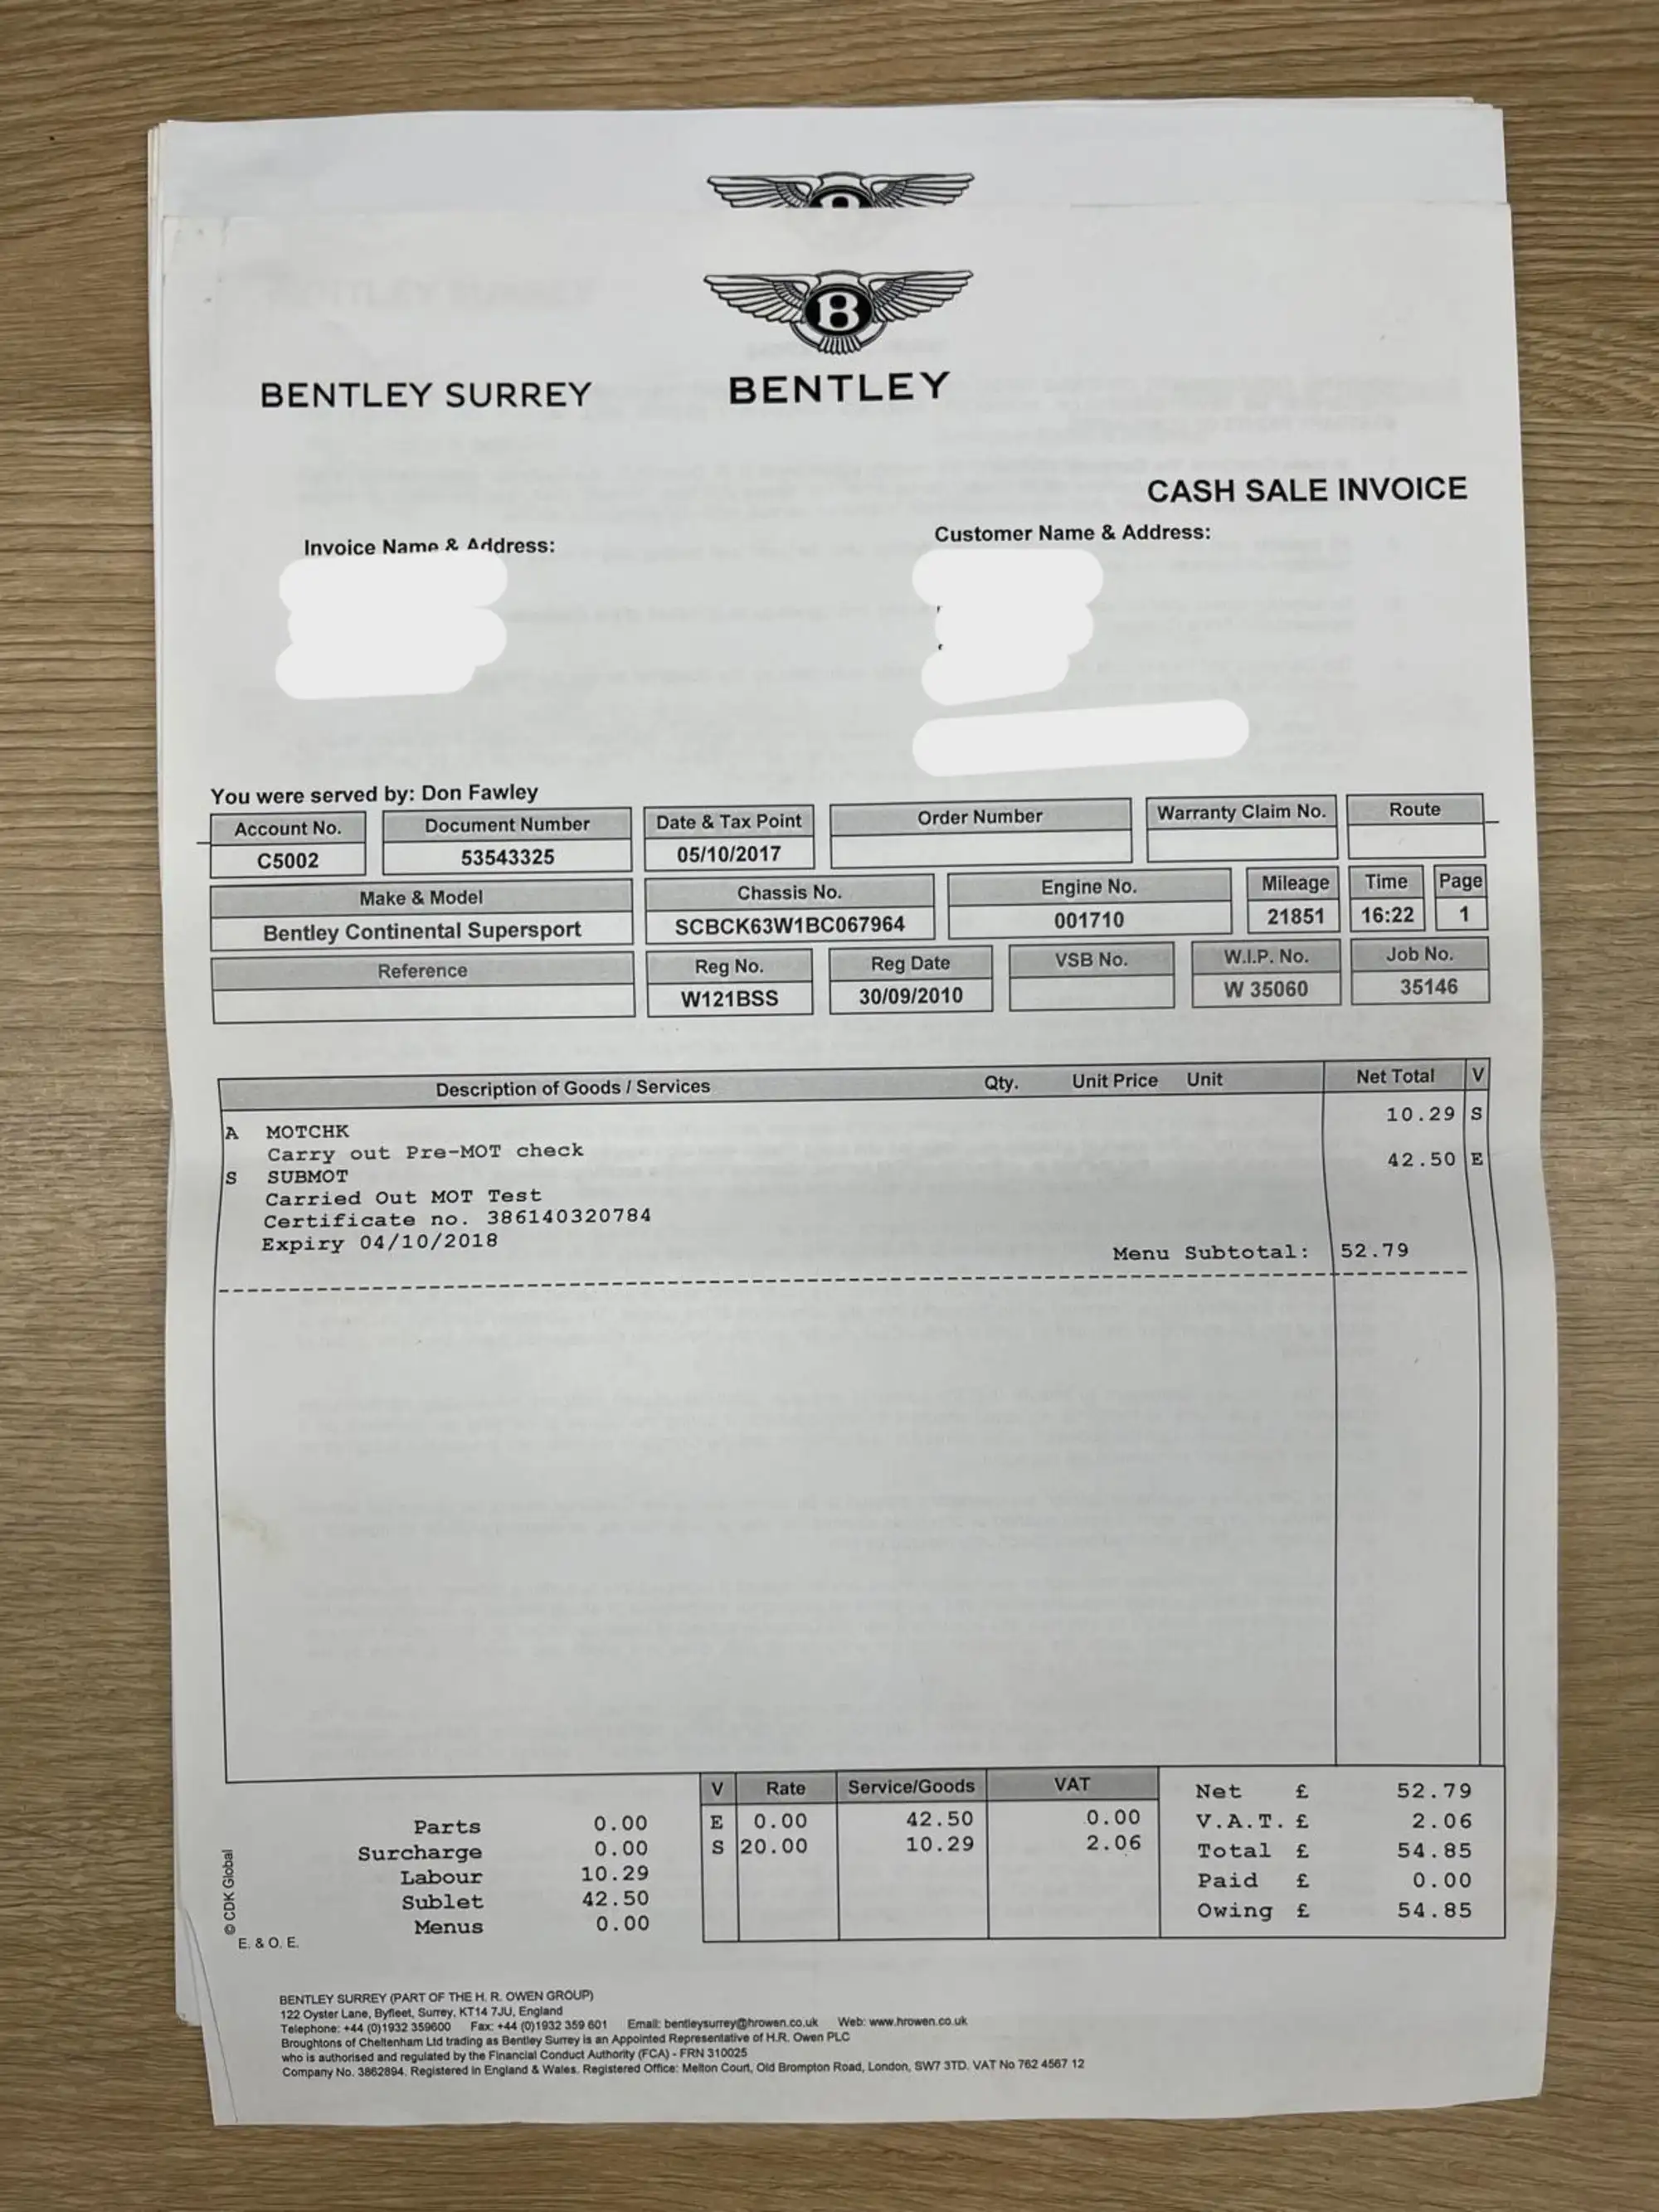 B
BENTLEY SURREY
BENTLEY
CASH SALE INVOICE
Invoice Name & Address:
Customer Name & Address:
You were served by: Don Fawley
Account No. Document Number Date & Tax Point Order Number Warranty Claim No. Route
C5002 53543325 05/10/2017
Make & Model Chassis No. Engine No. Mileage Time Page
Bentley Continental Supersport SCBCK63W1BC067964 001710 21851 16:22 1
Reference Reg No. Reg Date VSB No. W.I.P. No. Job No.
W121BSS 30/09/2010 W 35060 35146
Description of Goods / Services Qty. Unit Price Unit Net Total V
A MOTCHK 10.29 S
Carry out Pre-MOT check
S SUBMOT 42.50 E
Carried Out MOT Test
Certificate no. 386140320784
Expiry 04/10/2018
Menu Subtotal: 52.79
V Rate Service/Goods VAT
E 0.00 42.50 0.00
S 20.00 10.29 2.06
Parts 0.00
Surcharge 0.00
Labour 10.29
Sublet 42.50
Menus 0.00
Net £ 52.79
V.A.T. £ 2.06
Total £ 54.85
Paid £ 0.00
Owing £ 54.85
© CDK Global
E. & O. E.
BENTLEY SURREY (PART OF THE H. R. OWEN GROUP)
122 Oyster Lane, Byfleet, Surrey, KT14 7JU, England
Telephone: +44 (0)1932 359600 Fax: +44 (0)1932 359 601 Email: bentleysurrey@hrowen.co.uk Web: www.hrowen.co.uk
Broughtons of Cheltenham Ltd trading as Bentley Surrey is an Appointed Representative of H.R. Owen PLC
who is authorised and regulated by the Financial Conduct Authority (FCA) - FRN 310025
Company No. 3862894. Registered in England & Wales. Registered Office: Melton Court, Old Brompton Road, London, SW7 3TD. VAT No 762 4567 12